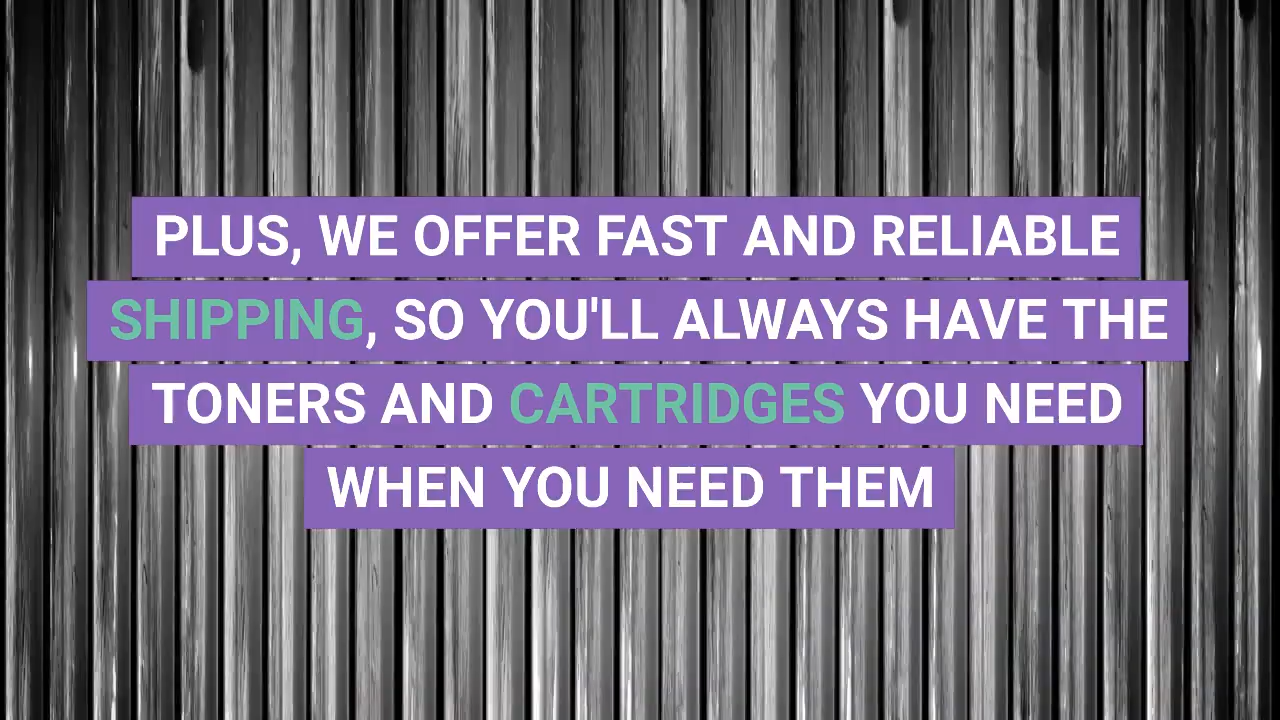 PLUS, WE OFFER FAST AND RELIABLE
SHIPPING, SO YOU'LL ALWAYS HAVE THE
TONERS AND CARTRIDGES YOU NEED
WHEN YOU NEED THEM